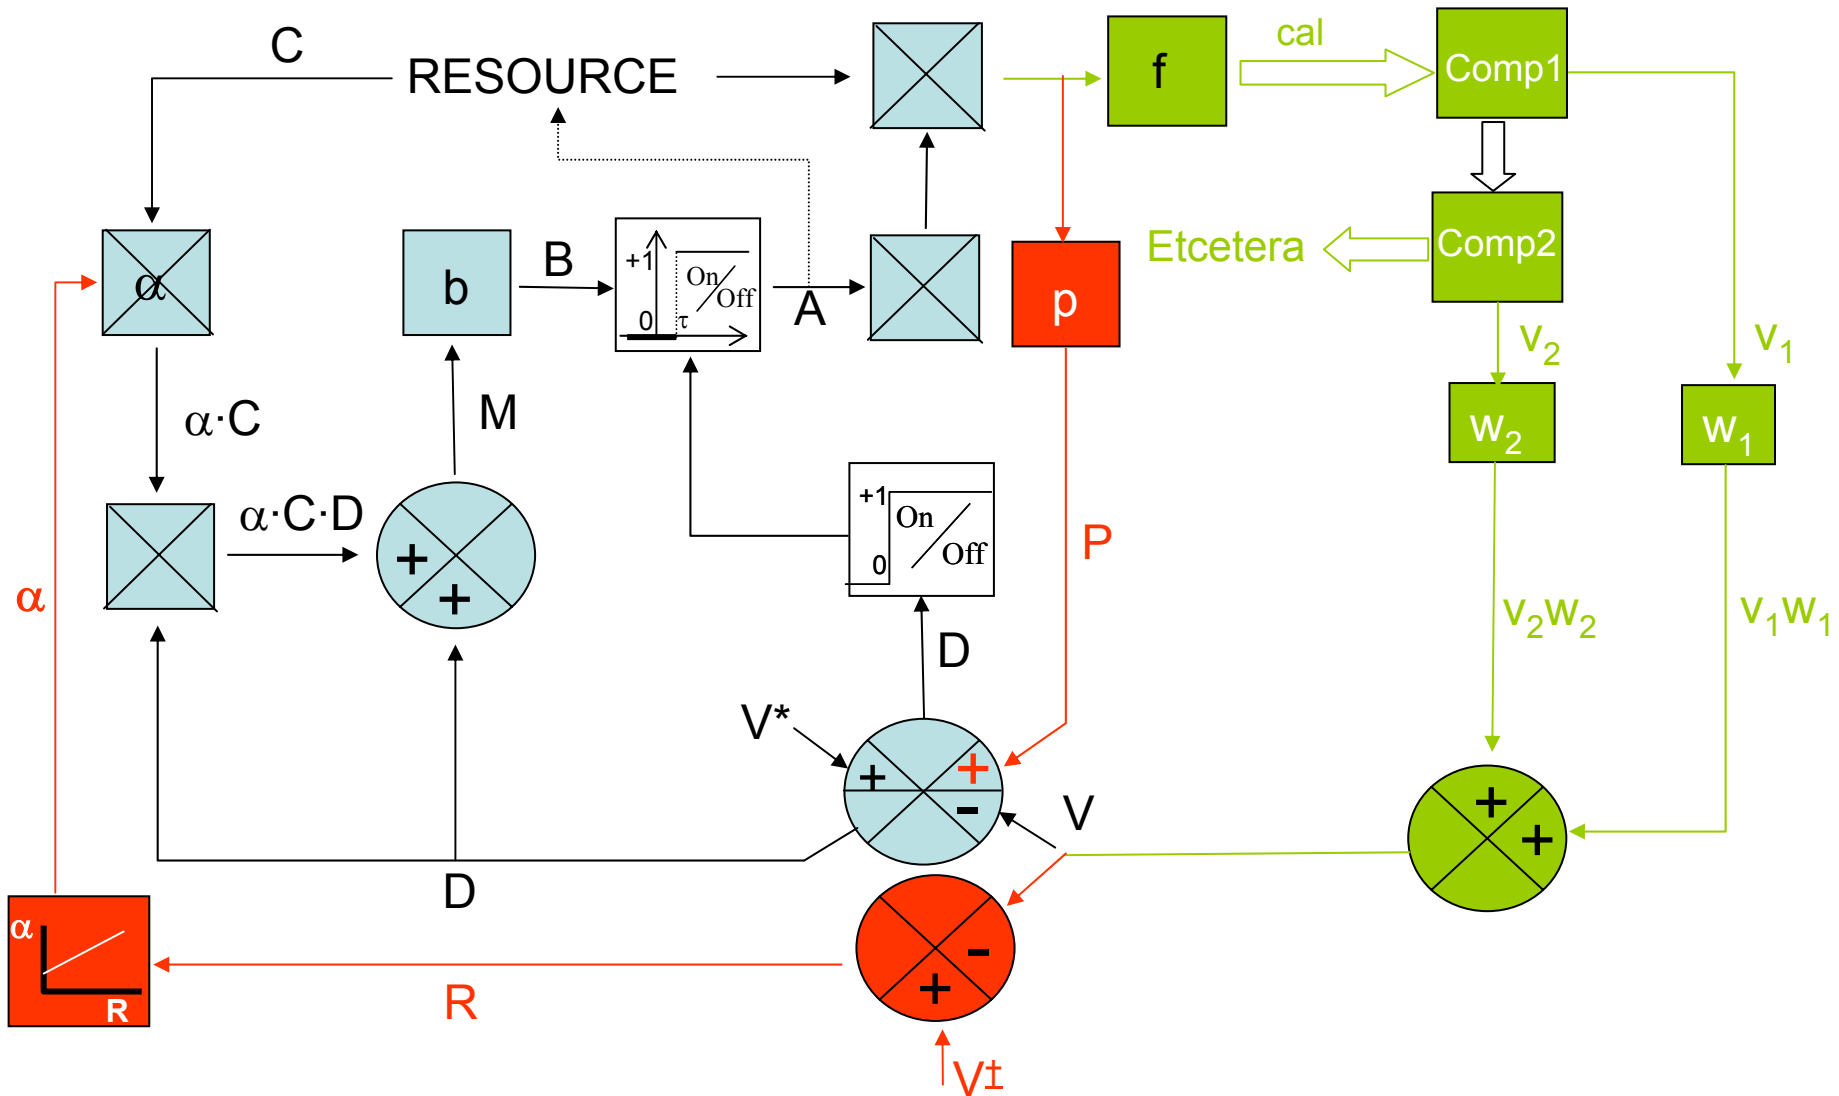 C
RESOURCE
f
cal
Comp1
α
b
B
+1
0
τ
On
Off
A
p
Etcetera
Comp2
v2
v1
α·C
M
w2
w1
α·C·D
+
+
+1
0
On
Off
P
α
D
v2w2
v1w1
V*
+
+
-
V
+
+
D
α
R
R
-
+
V±